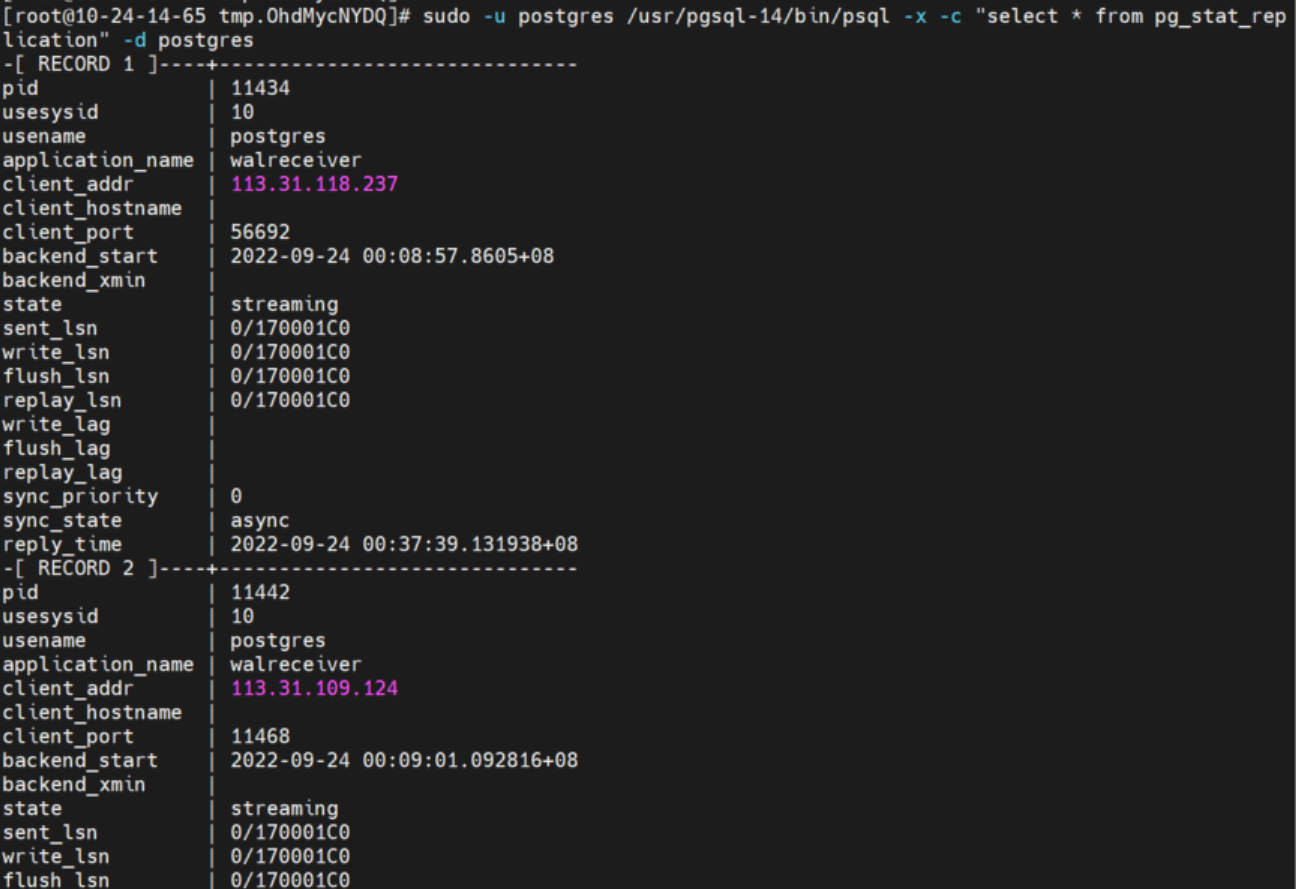 [root@10-24-14-65 tmp.OhdMycNYDQ]# sudo -u postgres /usr/pgsql-14/bin/psql -x -c "select * from pg_stat_rep
lication" -d postgres
-[ RECORD 1 ]----+------------------------------
pid              | 11434
usesysid         | 10
usename          | postgres
application_name | walreceiver
client_addr      | 113.31.118.237
client_hostname  |
client_port      | 56692
backend_start    | 2022-09-24 00:08:57.8605+08
backend_xmin     |
state            | streaming
sent_lsn         | 0/170001C0
write_lsn        | 0/170001C0
flush_lsn        | 0/170001C0
replay_lsn       | 0/170001C0
write_lag        |
flush_lag        |
replay_lag       |
sync_priority    | 0
sync_state       | async
reply_time       | 2022-09-24 00:37:39.131938+08
-[ RECORD 2 ]----+------------------------------
pid              | 11442
usesysid         | 10
usename          | postgres
application_name | walreceiver
client_addr      | 113.31.109.124
client_hostname  |
client_port      | 11468
backend_start    | 2022-09-24 00:09:01.092816+08
backend_xmin     |
state            | streaming
sent_lsn         | 0/170001C0
write_lsn        | 0/170001C0
flush_lsn        | 0/170001C0